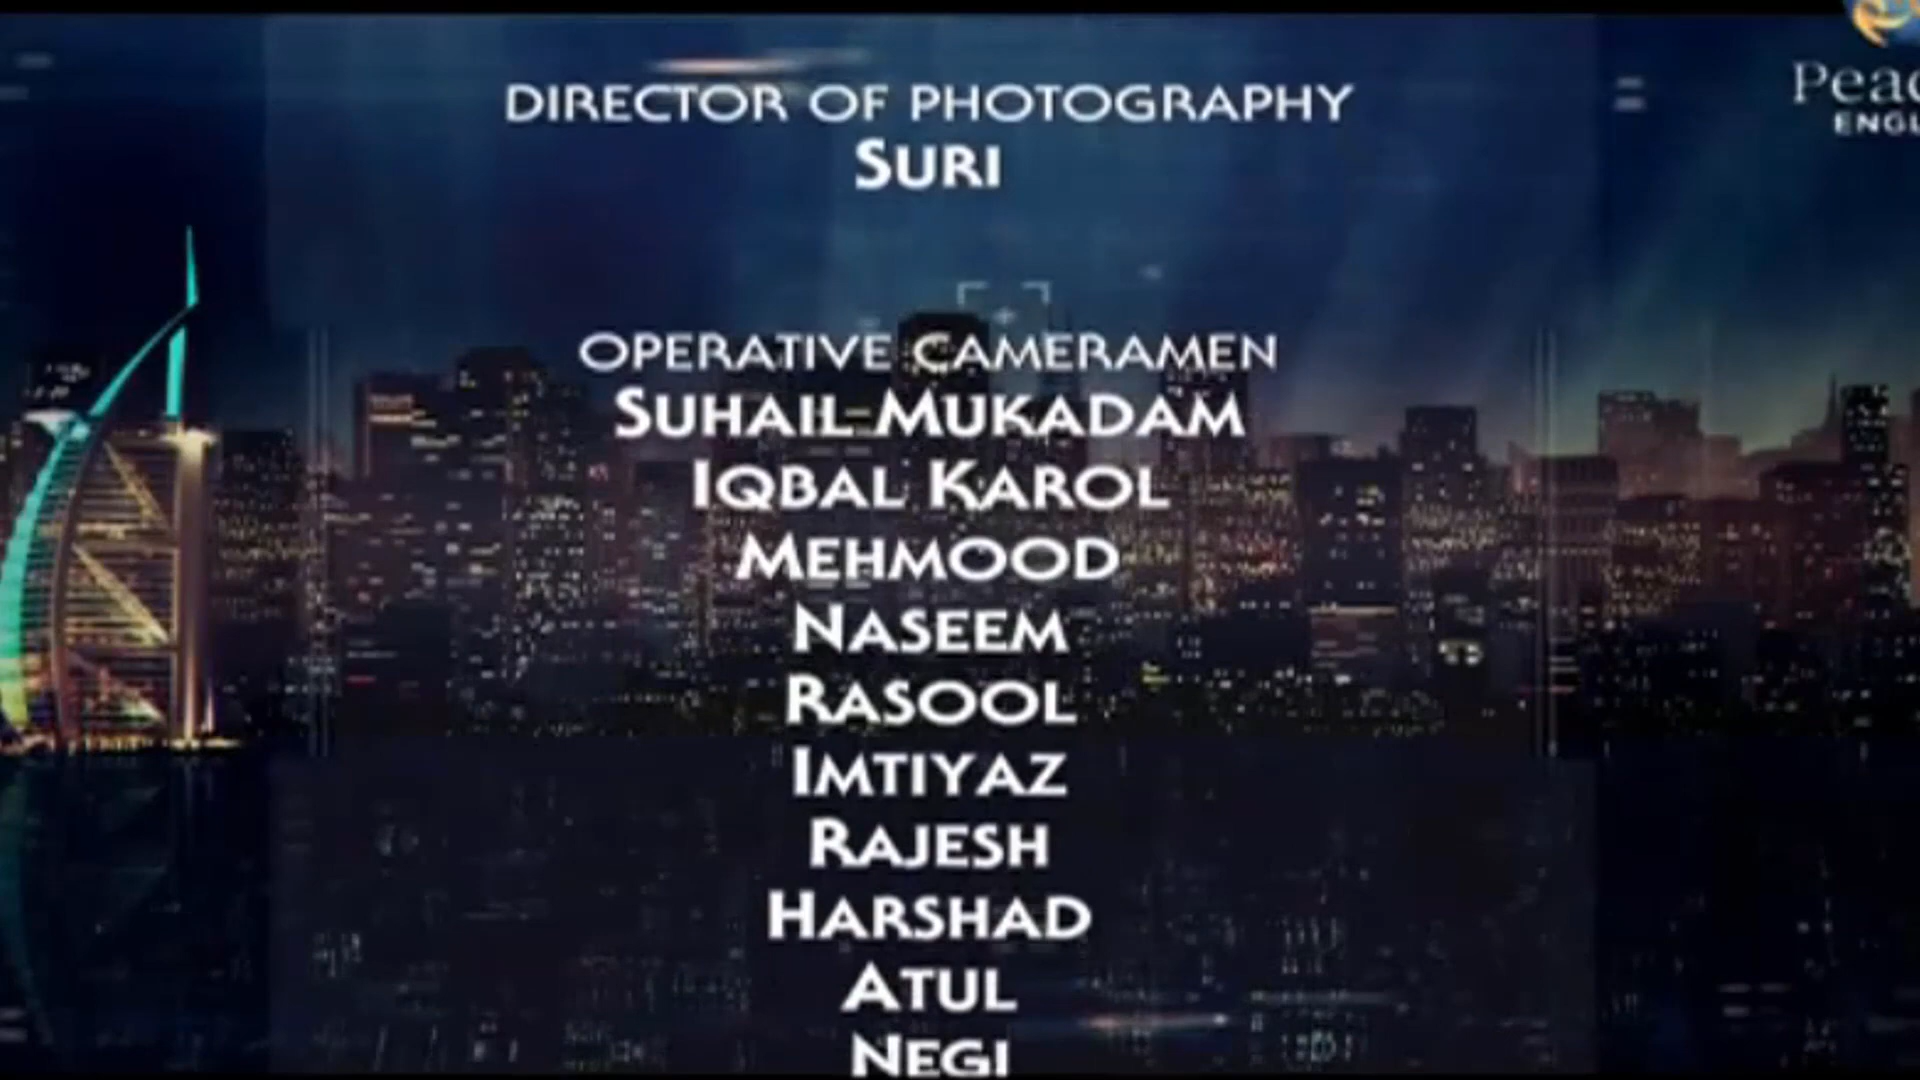 DIRECTOR OF PHOTOGRAPHY
SURI
OPERATIVE CAMERAMEN
SUHAIL MUKADAM
IQBAL KAROL
MEHMOOD
NASEEM
RASOOL
IMTIYAZ
RAJESH
HARSHAD
ATUL
NEGI